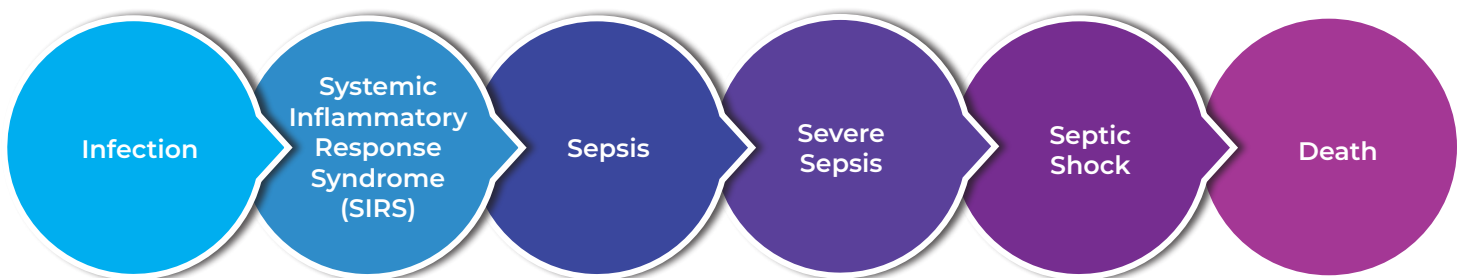 Infection
Systemic
Inflammatory
Response
Syndrome
(SIRS)
Sepsis
Severe
Sepsis
Septic
Shock
Death